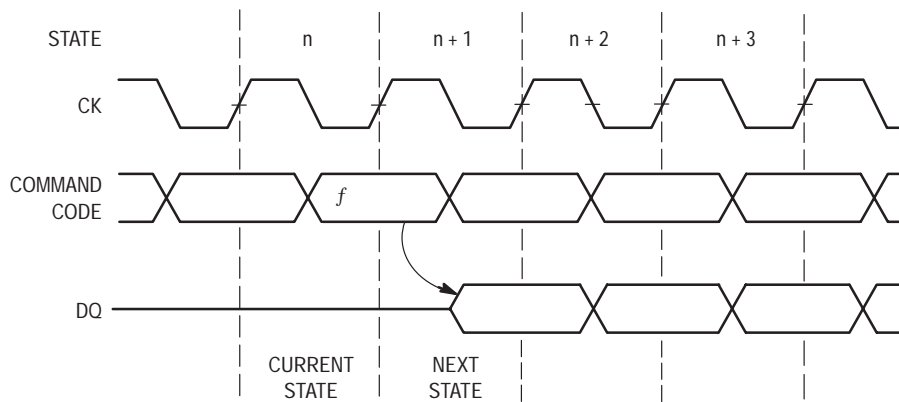 STATE n n + 1 n + 2 n + 3
CK
COMMAND
CODE
f
DQ
CURRENT
STATE
NEXT
STATE